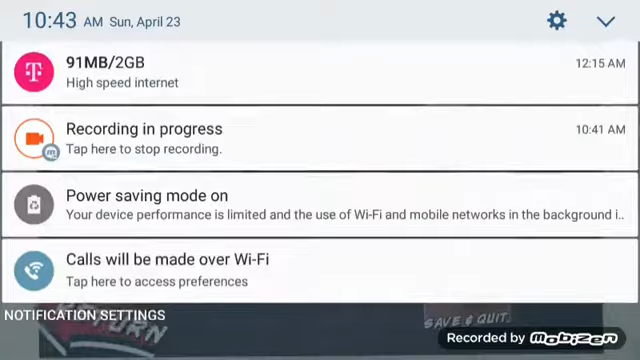 10:43 AM Sun, April 23
91MB/2GB
12:15 AM
High speed internet
Recording in progress
10:41 AM
Tap here to stop recording.
Power saving mode on
Your device performance is limited and the use of Wi-Fi and mobile networks in the background i..
Calls will be made over Wi-Fi
Tap here to access preferences
NOTIFICATION SETTINGS
RETURN
SAVE & QUIT
Recorded by mobizen